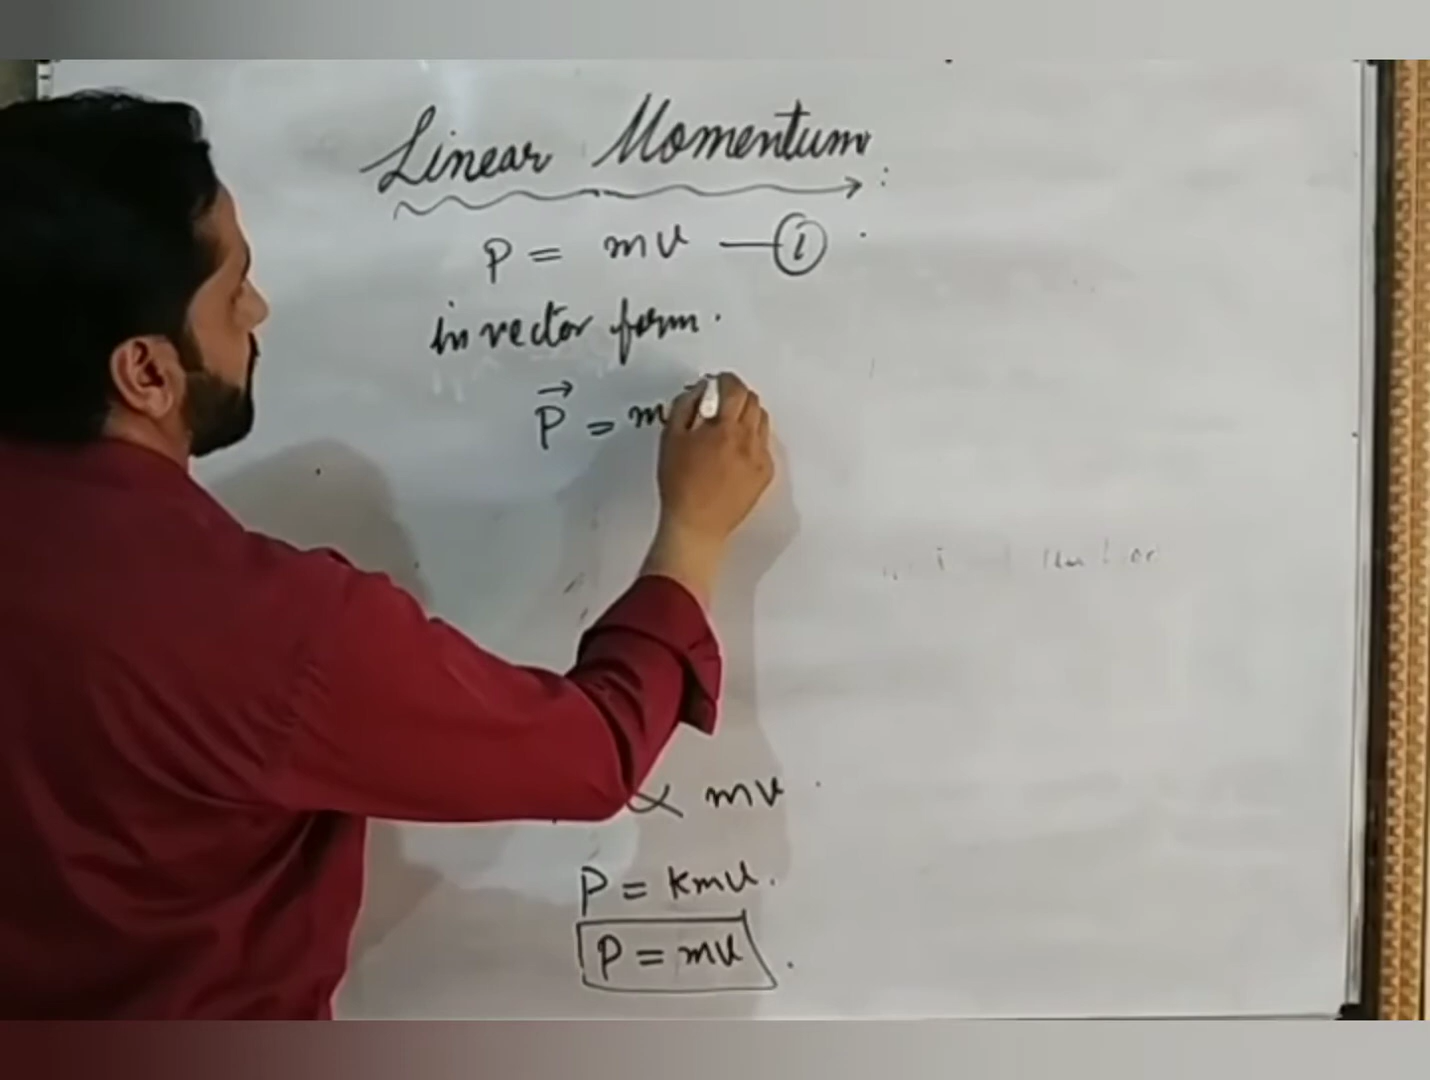 Linear Momentum:
P = mv — (i)
in vector form.
P⃗ = m
∝ mv
P = kmv.
P = mv